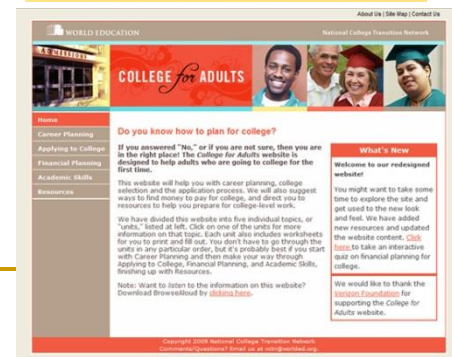 About Us | Site Map | Contact Us
WORLD EDUCATION
National College Transition Network
ADMISSIONS
COLLEGE for ADULTS
Home
Career Planning
Applying to College
Financial Planning
Academic Skills
Resources
Do you know how to plan for college?
If you answered "No," or if you are not sure, then you are
in the right place! The College for Adults website is
designed to help adults who are going to college for the
first time.
This website will help you with career planning, college
selection and the application process. We will also suggest
ways to find money to pay for college, and direct you to
resources to help you prepare for college-level work.
We have divided this website into five individual topics, or
"units," listed at left. Click on one of the units for more
information on that topic. Each unit also includes worksheets
for you to print and fill out. You don't have to go through the
units in any particular order, but it's probably best if you start
with Career Planning and then make your way through
Applying to College, Financial Planning, and Academic Skills,
finishing up with Resources.
Note: Want to listen to the information on this website?
Download BrowseAloud by clicking here.
What's New
Welcome to our redesigned
website!
You might want to take some
time to explore the site and
get used to the new look
and feel. We have added
new resources and updated
the website content. Click
here to take an interactive
quiz on financial planning for
college.
We would like to thank the
Verizon Foundation for
supporting the College for
Adults website.
Copyright 2009 National College Transition Network
Comments/Questions? Email us at nctn@worlded.org.